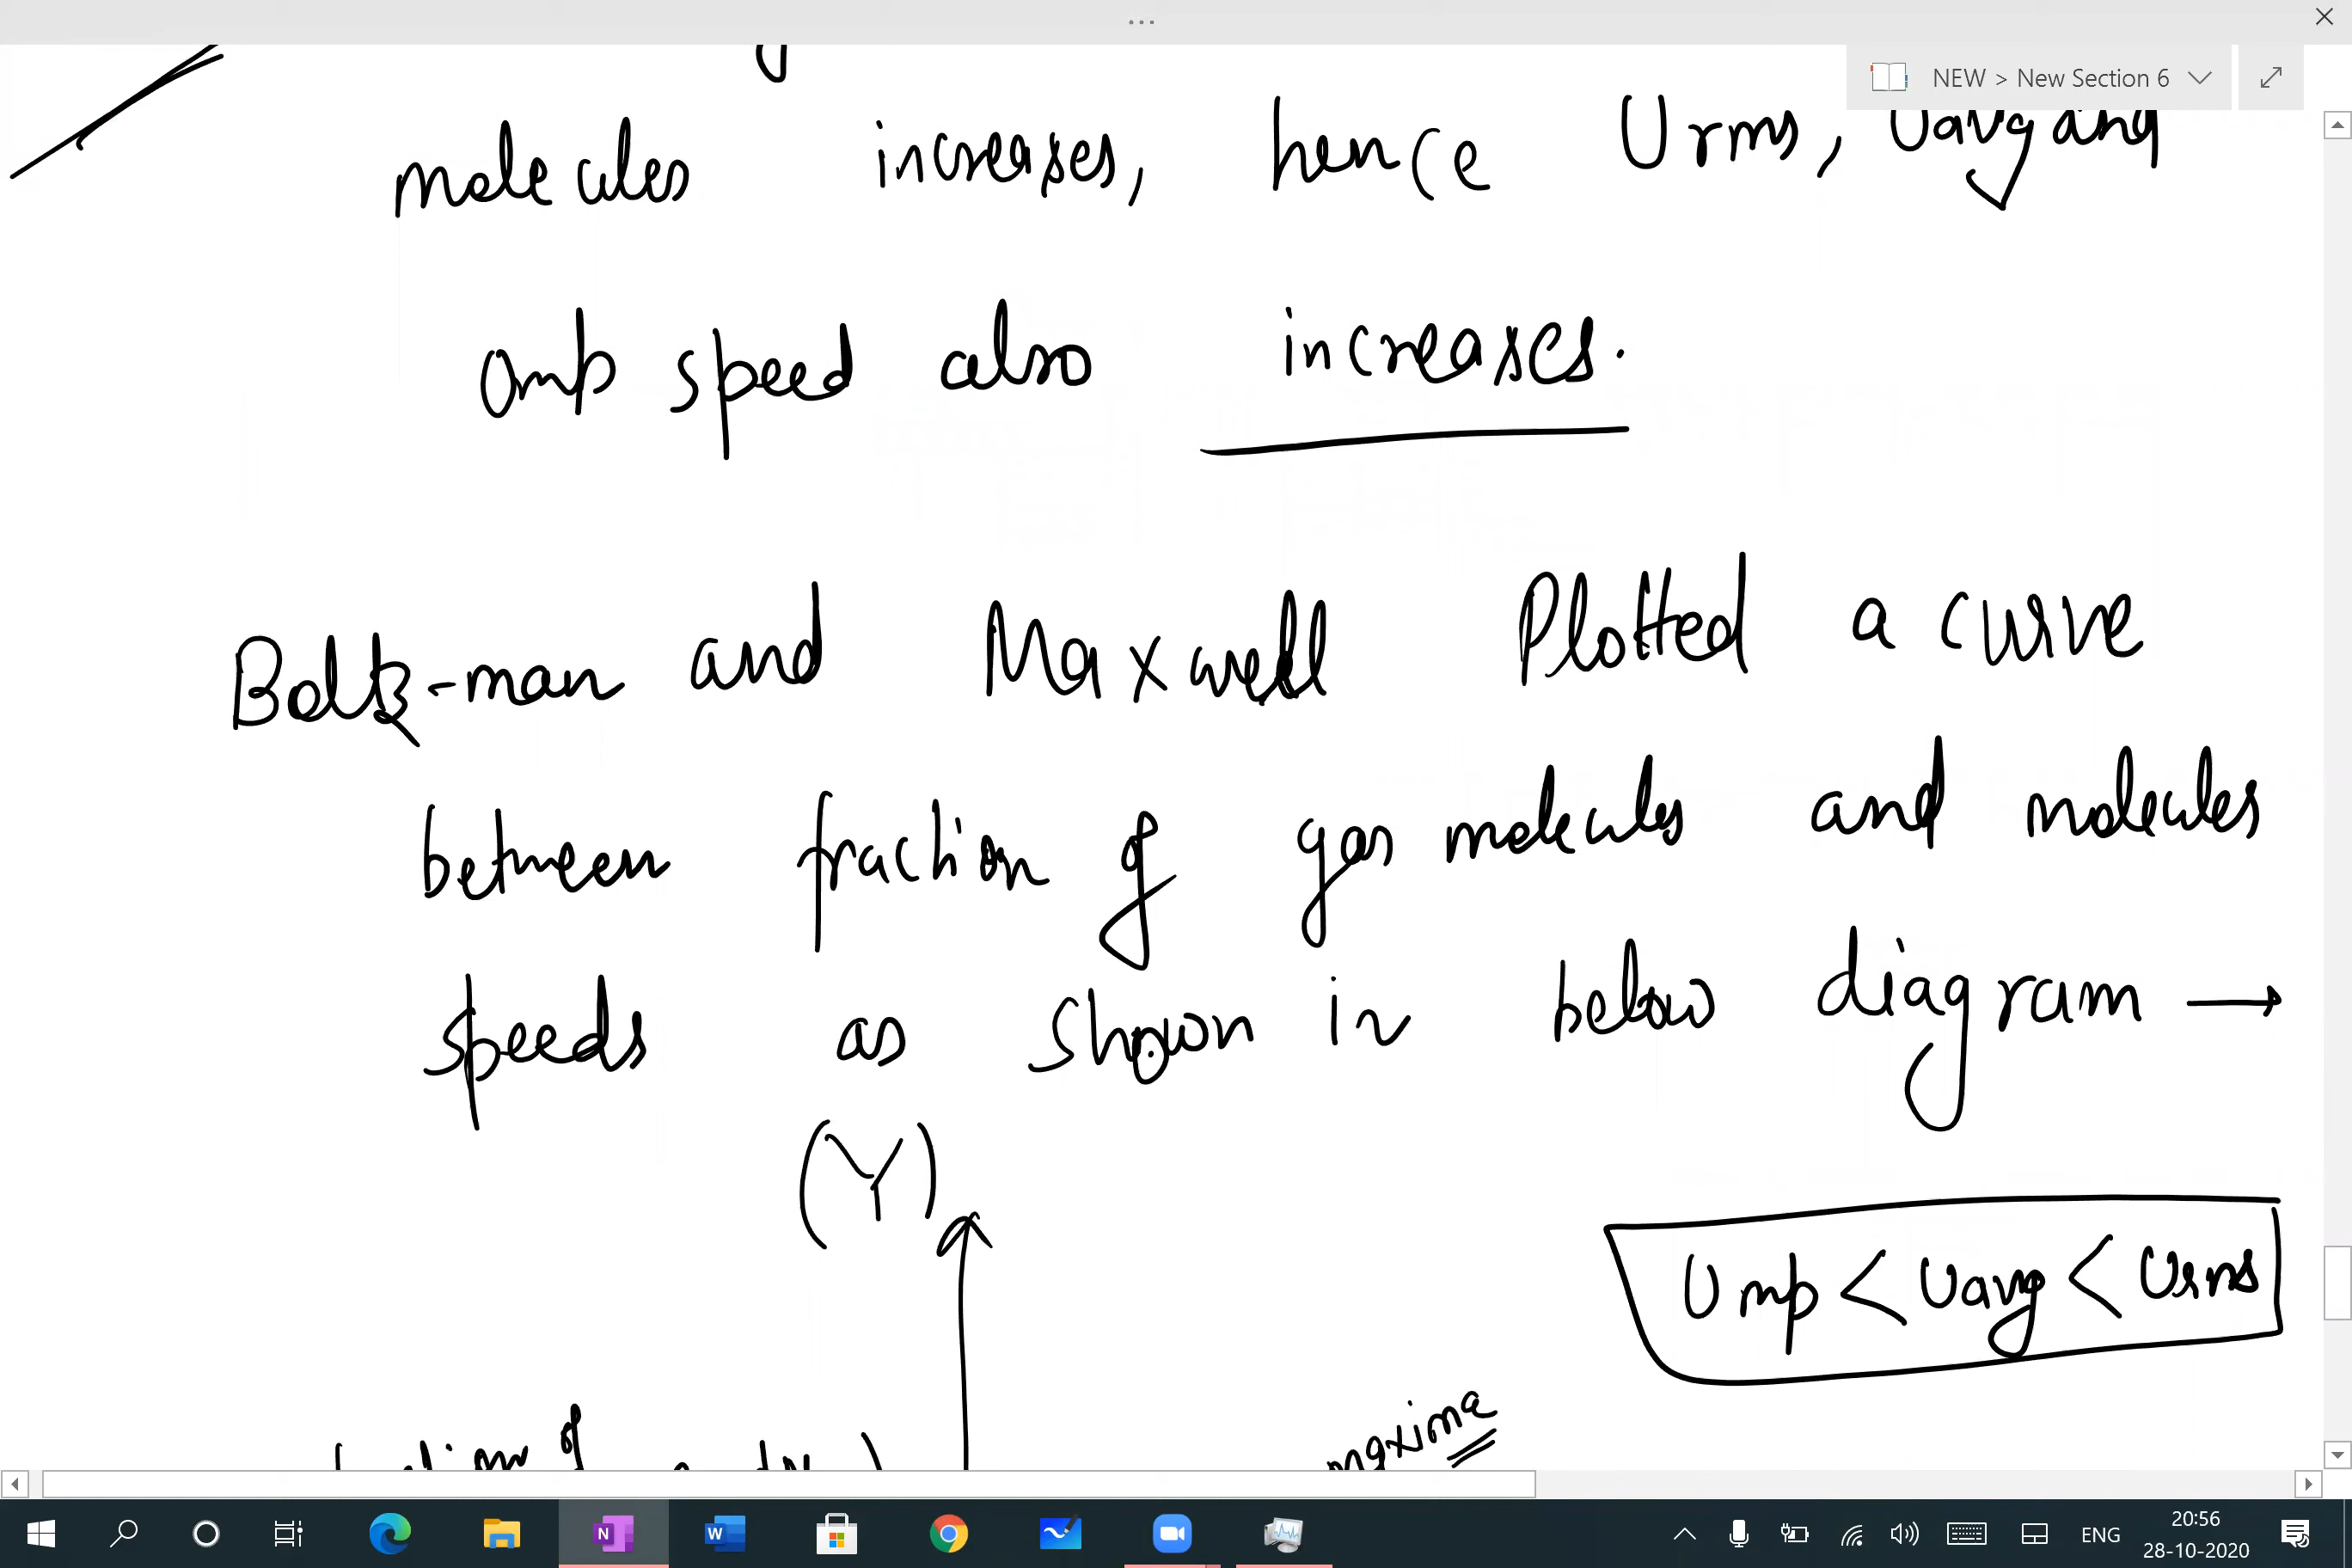 ...
NEW > New Section 6
molecules increases, hence Urms, Uavg and
Ump speed also increases.
Boltz-man and Maxwell Plotted a curve
between fraction of gas molecules and molecules
speeds as shown in below diagram →
(Y)
Ump < Uavg < Urms
maxima
ENG
20:56
28-10-2020